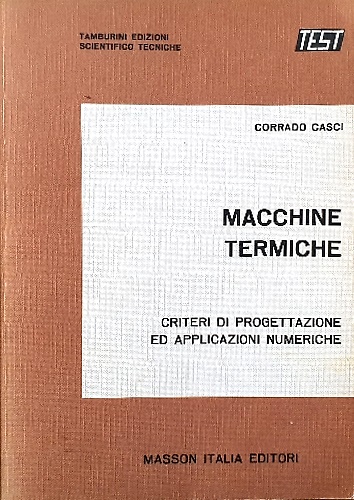 TAMBURINI EDIZIONI
SCIENTIFICO TECNICHE
TEST
CORRADO CASCI
MACCHINE
TERMICHE
CRITERI DI PROGETTAZIONE
ED APPLICAZIONI NUMERICHE
MASSON ITALIA EDITORI